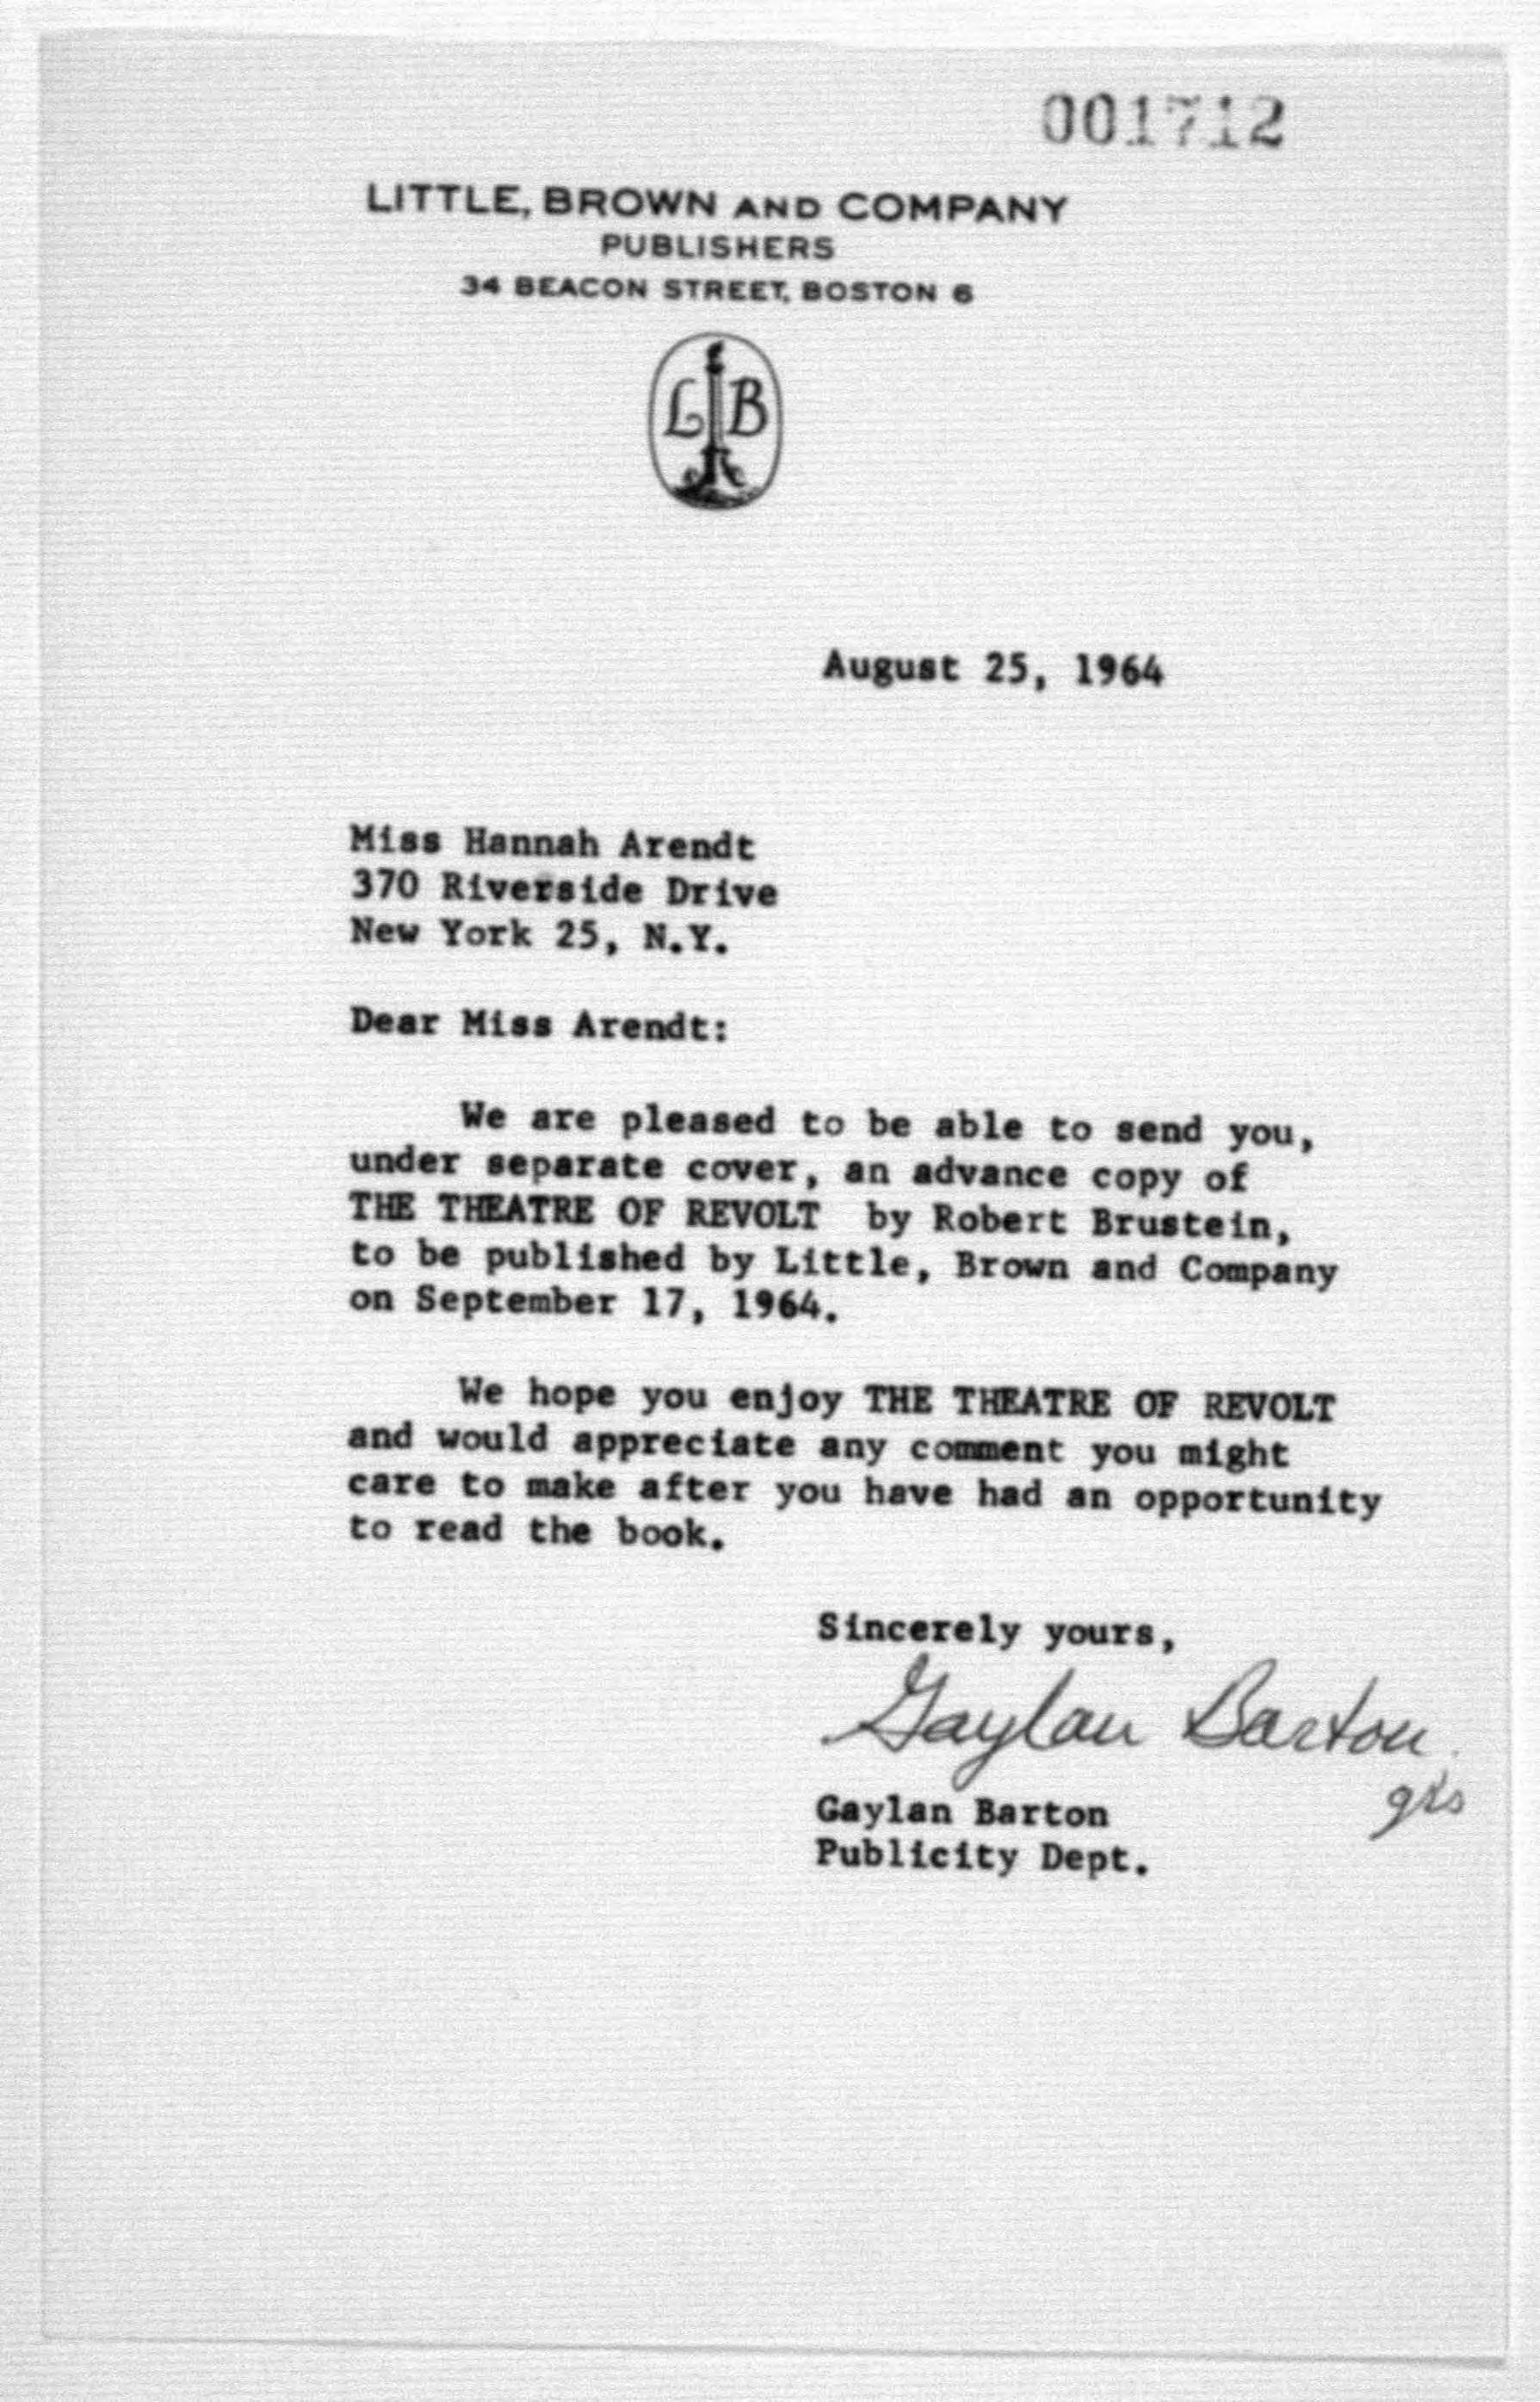 001712
LITTLE, BROWN AND COMPANY
PUBLISHERS
34 BEACON STREET, BOSTON 6
L B
August 25, 1964
Miss Hannah Arendt
370 Riverside Drive
New York 25, N.Y.
Dear Miss Arendt:
We are pleased to be able to send you,
under separate cover, an advance copy of
THE THEATRE OF REVOLT by Robert Brustein,
to be published by Little, Brown and Company
on September 17, 1964.
We hope you enjoy THE THEATRE OF REVOLT
and would appreciate any comment you might
care to make after you have had an opportunity
to read the book.
Sincerely yours,
Gaylan Barton
Gaylan Barton
Publicity Dept.